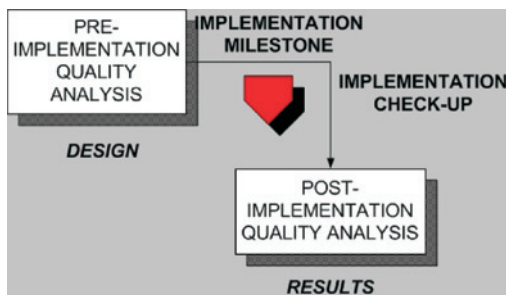 PRE-
IMPLEMENTATION
QUALITY
ANALYSIS
IMPLEMENTATION
MILESTONE
IMPLEMENTATION
CHECK-UP
DESIGN
POST-
IMPLEMENTATION
QUALITY ANALYSIS
RESULTS